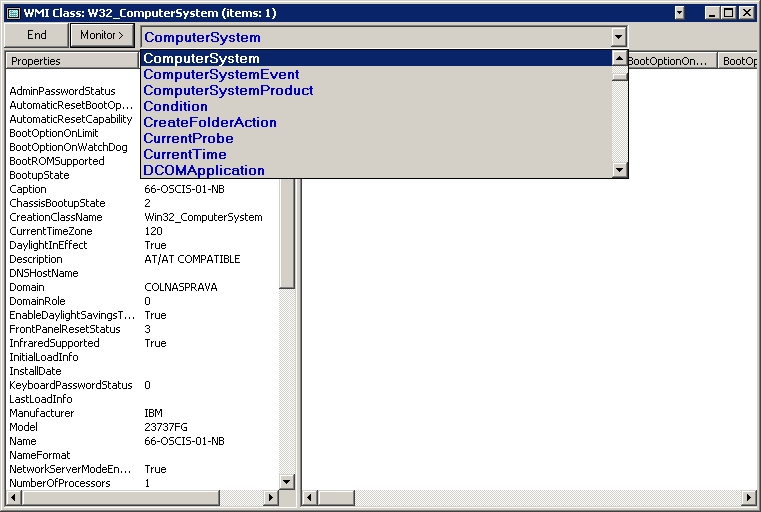 WMI Class: W32_ComputerSystem (items: 1)
End Monitor > ComputerSystem
Properties BootOptionOn... BootOp
ComputerSystem
ComputerSystemEvent
ComputerSystemProduct
Condition
CreateFolderAction
CurrentProbe
CurrentTime
DCOMApplication
AdminPasswordStatus
AutomaticResetBootOp...
AutomaticResetCapability
BootOptionOnLimit
BootOptionOnWatchDog
BootROMSupported
BootupState
Caption 66-OSCIS-01-NB
ChassisBootupState 2
CreationClassName Win32_ComputerSystem
CurrentTimeZone 120
DaylightInEffect True
Description AT/AT COMPATIBLE
DNSHostName
Domain COLNASPRAVA
DomainRole 0
EnableDaylightSavingsT... True
FrontPanelResetStatus 3
InfraredSupported True
InitialLoadInfo
InstallDate
KeyboardPasswordStatus 0
LastLoadInfo
Manufacturer IBM
Model 23737FG
Name 66-OSCIS-01-NB
NameFormat
NetworkServerModeEn... True
NumberOfProcessors 1